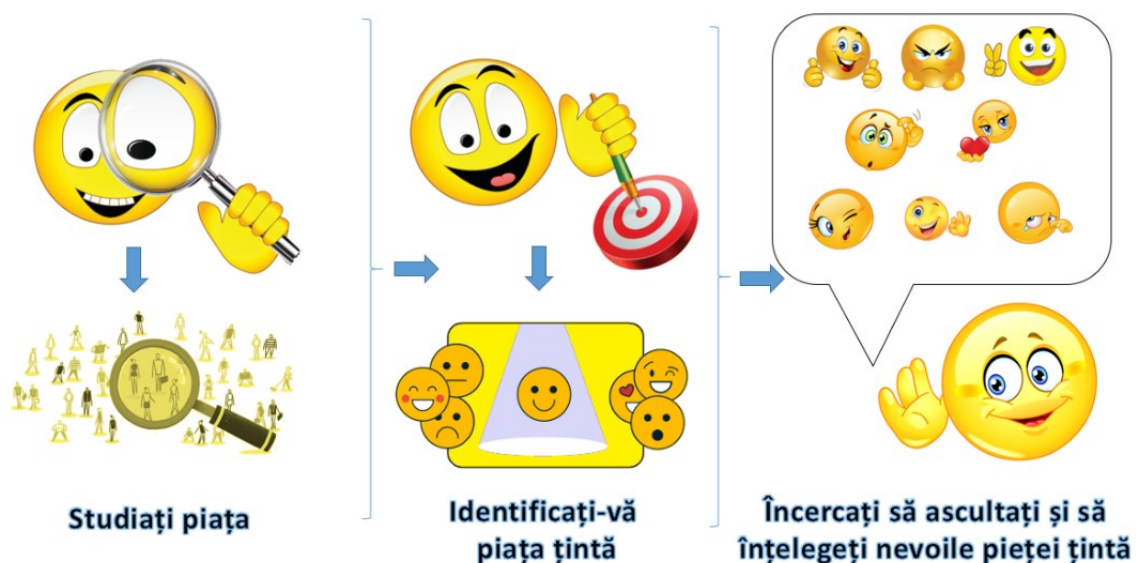 Studiați piața
Identificați-vă
piața țintă
Încercați să ascultați și să
înțelegeți nevoile pieței țintă